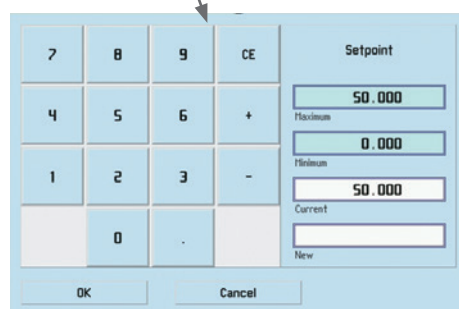 7 8 9 CE
4 5 6 + 
1 2 3 -
0 .
OK Cancel
Setpoint
50.000
Maximum
0.000
Minimum
50.000
Current
New